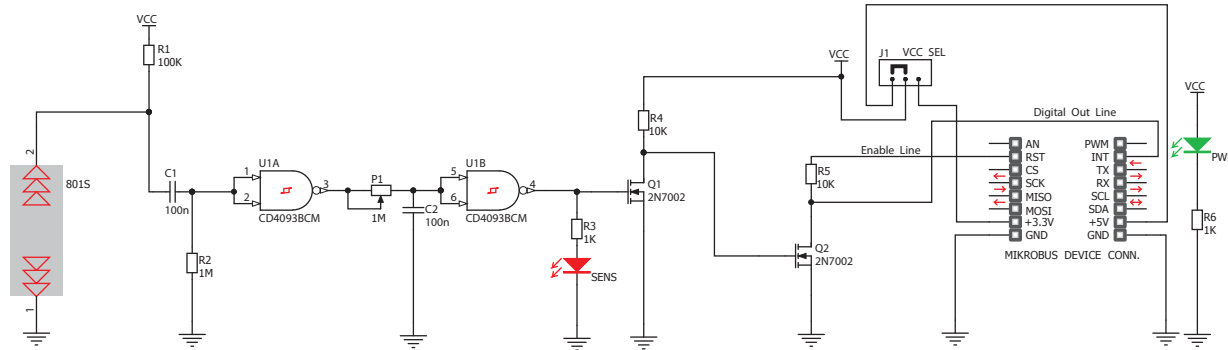 VCC
R1
100K
2
801S
1
C1
100n
R2
1M
U1A
1
2
3
CD4093BCM
P1
1M
C2
100n
U1B
5
6
4
CD4093BCM
R3
1K
SENS
Q1
2N7002
R4
10K
VCC
J1 VCC SEL
Enable Line
Digital Out Line
R5
10K
Q2
2N7002
AN
RST
CS
SCK
MISO
MOSI
+3.3V
GND
PWM
INT
TX
RX
SCL
SDA
+5V
GND
MIKROBUS DEVICE CONN.
VCC
PW
R6
1K